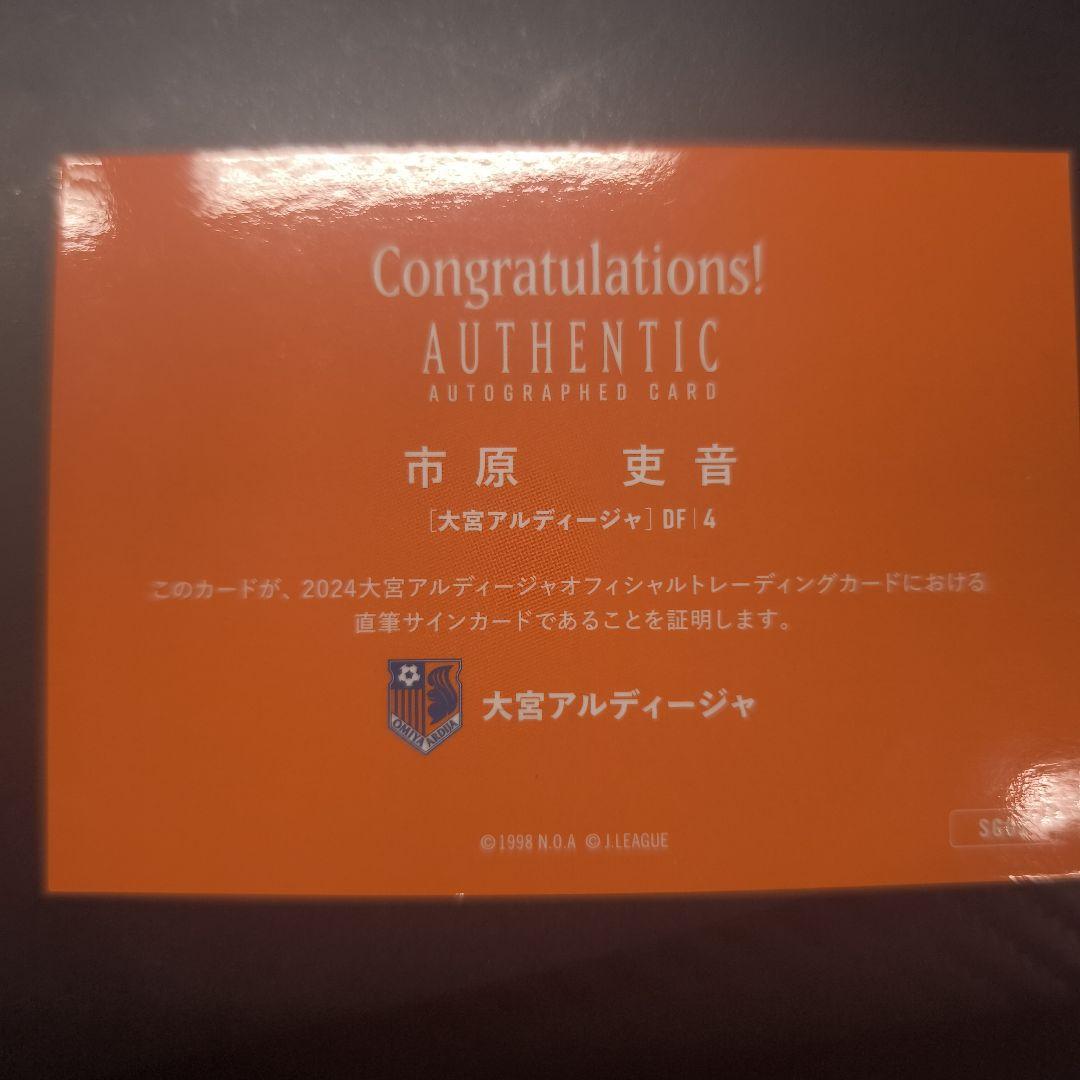 Congratulations!
AUTHENTIC
AUTOGRAPHED CARD
市原 吏音
[大宮アルディージャ] DF|4
このカードが、2024大宮アルディージャオフィシャルトレーディングカードにおける
直筆サインカードであることを証明します。
OMIYA ARDIJA
大宮アルディージャ
©1998 N.O.A ©J.LEAGUE